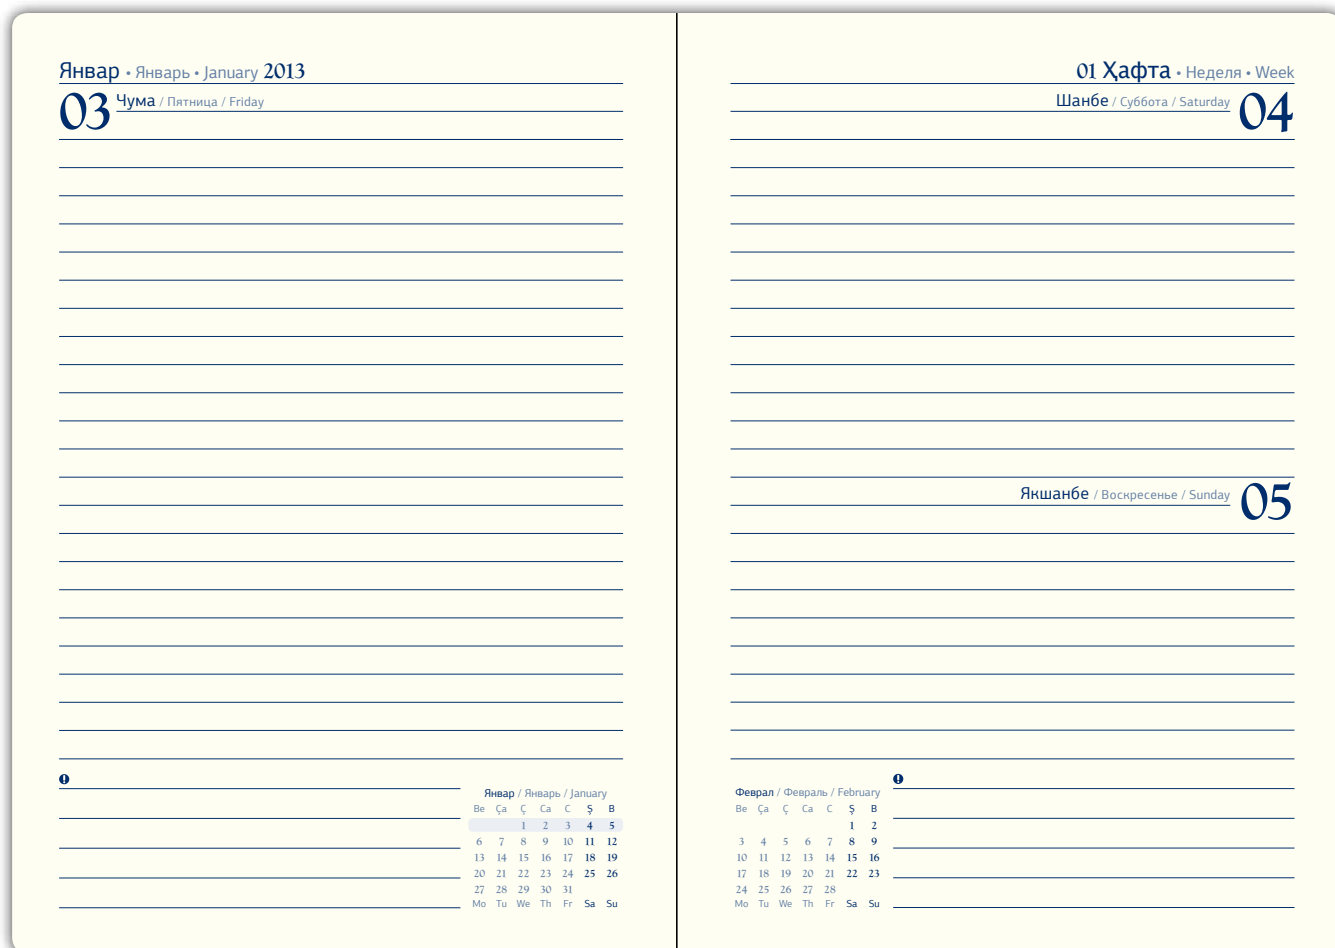 Январ • Январь • January 2013
03 Чума / Пятница / Friday
Январ / Январь / January
Be Ça Ç Ca C Ş B
1 2 3 4 5
6 7 8 9 10 11 12
13 14 15 16 17 18 19
20 21 22 23 24 25 26
27 28 29 30 31
Mo Tu We Th Fr Sa Su
01 Ҳафта • Неделя • Week
Шанбе / Суббота / Saturday 04
Якшанбе / Воскресенье / Sunday 05
Феврал / Февраль / February
Be Ça Ç Ca C Ş B
1 2
3 4 5 6 7 8 9
10 11 12 13 14 15 16
17 18 19 20 21 22 23
24 25 26 27 28
Mo Tu We Th Fr Sa Su